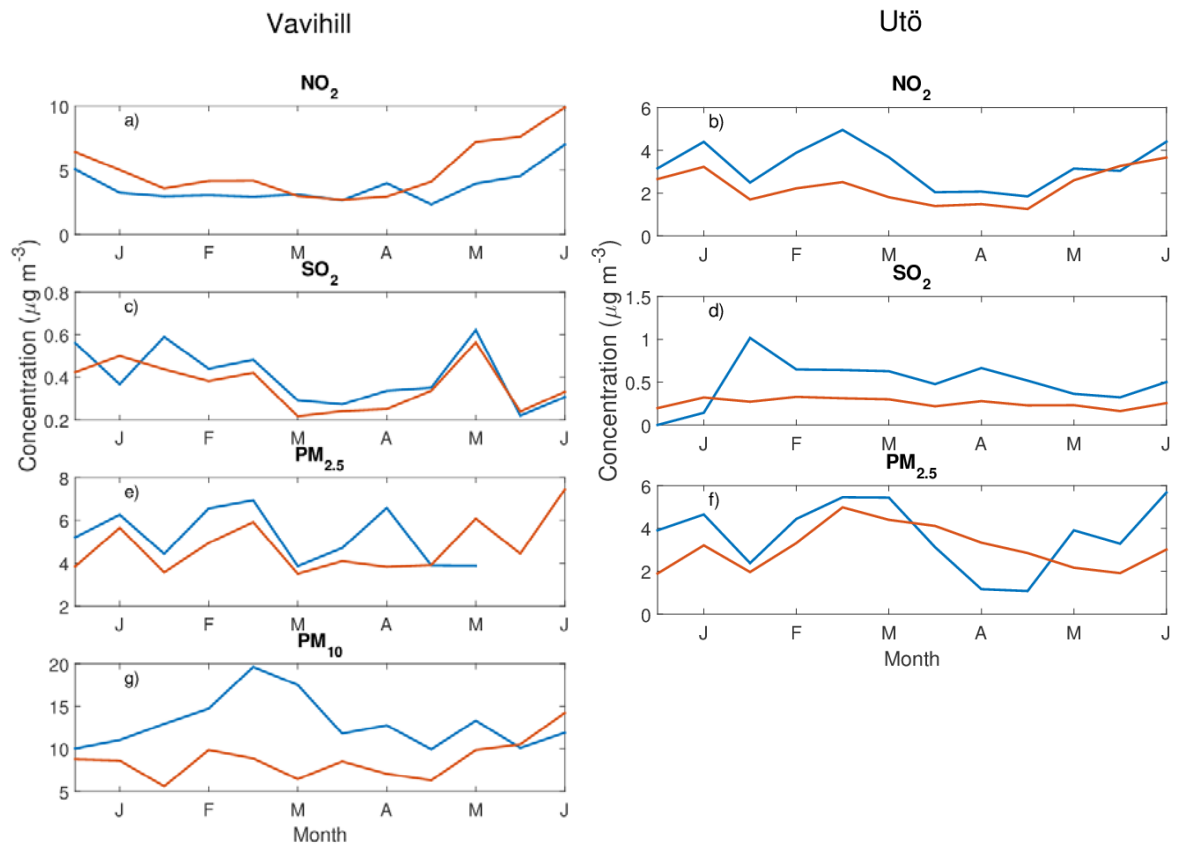 Vavihill
Utö
NO2
a)
10
5
0
J F M A M J
SO2
c)
0.8
0.6
0.4
0.2
J F M A M J
PM2.5
e)
8
6
4
2
J F M A M J
PM10
g)
20
15
10
5
J F M A M J
Month
Concentration (μg m-3)
NO2
b)
6
4
2
0
J F M A M J
SO2
d)
1.5
1
0.5
0
J F M A M J
PM2.5
f)
6
4
2
0
J F M A M J
Month
Concentration (μg m-3)